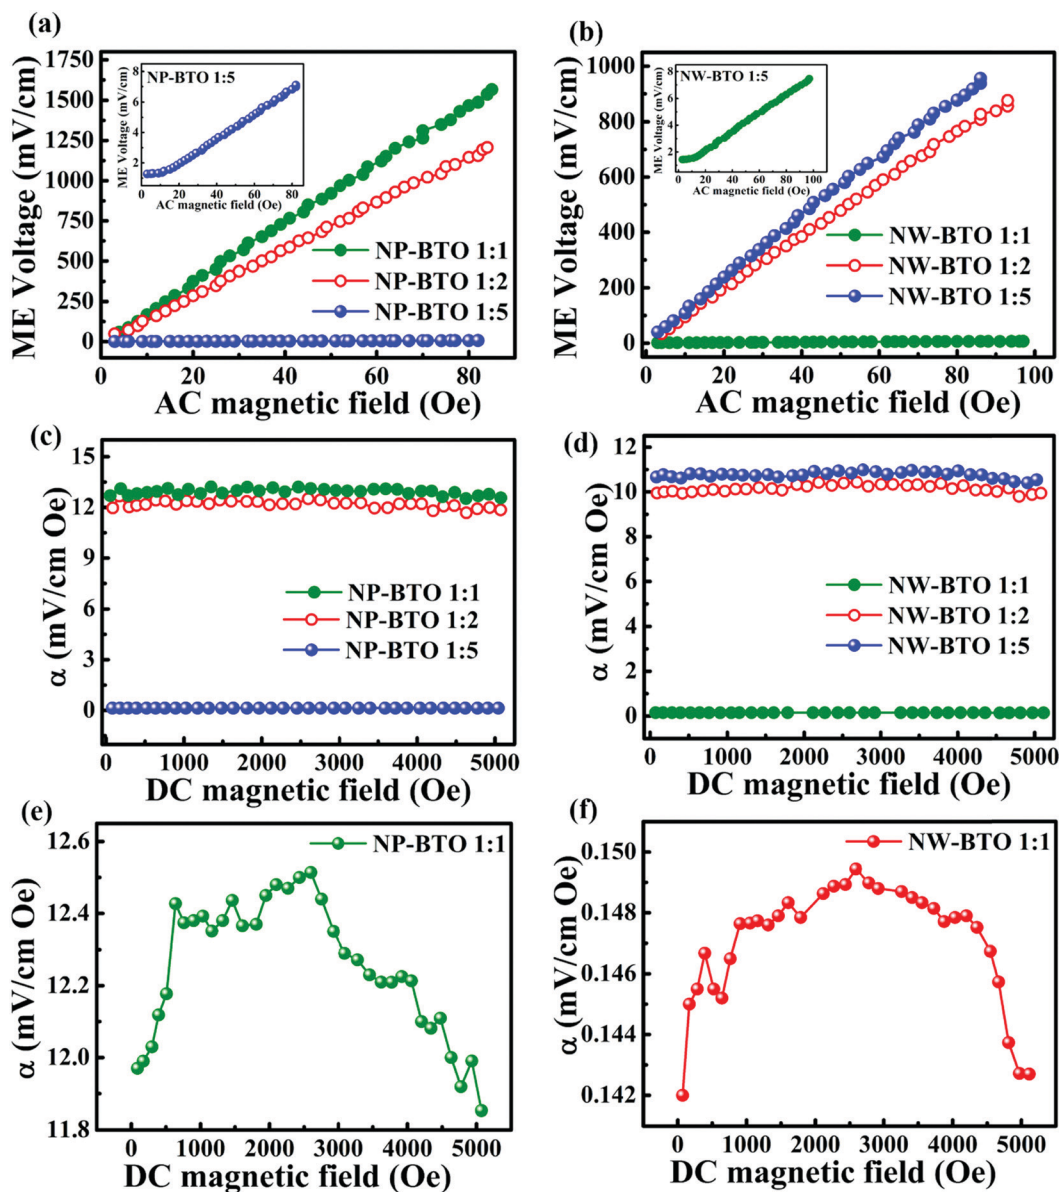 (a)
1750
1500
1250
1000
750
500
250
0
ME Voltage (mV/cm)
NP-BTO 1:5
8
6
4
2
ME Voltage (mV/cm)
0 20 40 60 80
AC magnetic field (Oe)
NP-BTO 1:1
NP-BTO 1:2
NP-BTO 1:5
0 20 40 60 80
AC magnetic field (Oe)
(b)
1000
800
600
400
200
0
ME Voltage (mV/cm)
NW-BTO 1:5
8
6
4
2
ME Voltage (mV/cm)
0 20 40 60 80 100
AC magnetic field (Oe)
NW-BTO 1:1
NW-BTO 1:2
NW-BTO 1:5
0 20 40 60 80 100
AC magnetic field (Oe)
(c)
15
12
9
6
3
0
α (mV/cm Oe)
NP-BTO 1:1
NP-BTO 1:2
NP-BTO 1:5
0 1000 2000 3000 4000 5000
DC magnetic field (Oe)
(d)
12
10
8
6
4
2
0
α (mV/cm Oe)
NW-BTO 1:1
NW-BTO 1:2
NW-BTO 1:5
0 1000 2000 3000 4000 5000
DC magnetic field (Oe)
(e)
12.6
12.4
12.2
12.0
11.8
α (mV/cm Oe)
NP-BTO 1:1
0 1000 2000 3000 4000 5000
DC magnetic field (Oe)
(f)
0.150
0.148
0.146
0.144
0.142
α (mV/cm Oe)
NW-BTO 1:1
0 1000 2000 3000 4000 5000
DC magnetic field (Oe)